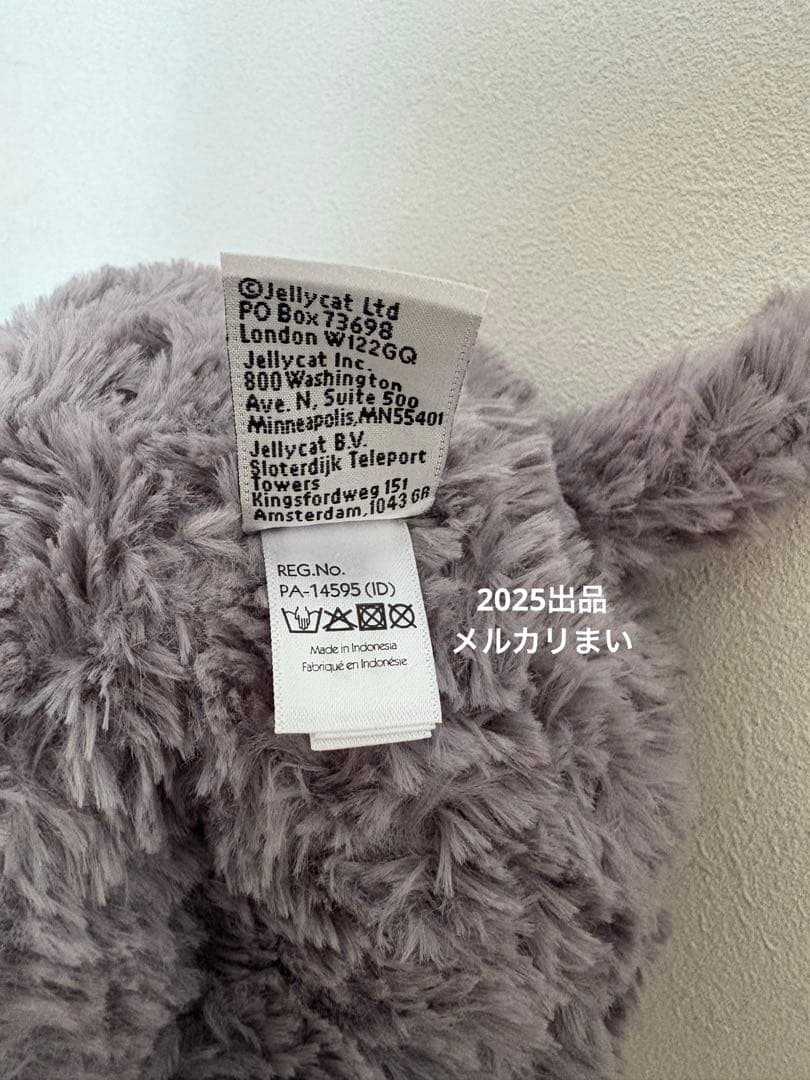 ©Jellycat Ltd
PO Box 73698
London W122GQ
Jellycat Inc.
800 Washington
Ave. N, Suite 500
Minneapolis,MN55401
Jellycat B.V.
Sloterdijk Teleport
Towers
Kingsfordweg 151
Amsterdam,1043 GR
REG.No.
PA-14595 (ID)
Made in Indonesia
Fabriqué en Indonésie
2025出品
メルカリまい